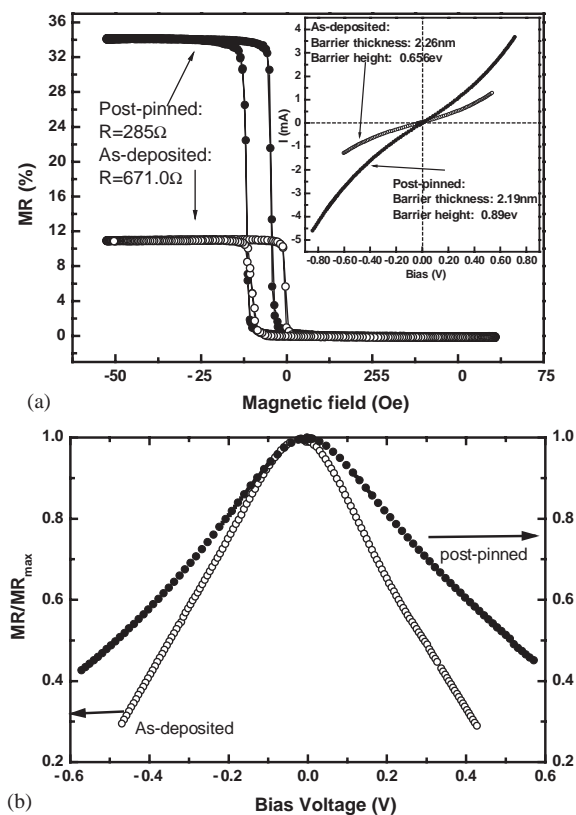 36
32
28
24
20
16
12
8
4
0
MR (%)
Post-pinned:
R=285Ω
As-deposited:
R=671.0Ω
-50 -25 0 255 0 75
Magnetic field (Oe)
(a)
As-deposited:
Barrier thickness: 2.26nm
Barrier height: 0.656ev
4
3
2
1
0
-1
-2
-3
-4
-5
I (mA)
Post-pinned:
Barrier thickness: 2.19nm
Barrier height: 0.89ev
-0.80 -0.60 -0.40 -0.20 0.00 0.20 0.40 0.60 0.80
Bias (V)
1.0 1.0
0.8 0.8
0.6 0.6
0.4 0.4
0.2 0.2
MR/MRmax
post-pinned
As-deposited
-0.6 -0.4 -0.2 0.0 0.2 0.4 0.6
Bias Voltage (V)
(b)